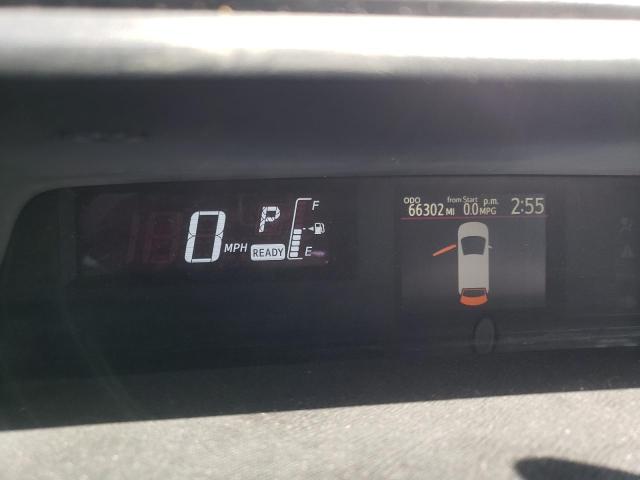 0 MPH
P
READY
F
E
ODO from Start p.m.
66302 MI 0.0 MPG 2:55